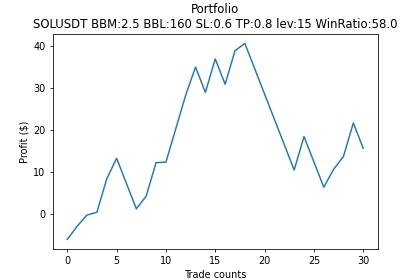 Portfolio
SOLUSDT BBM:2.5 BBL:160 SL:0.6 TP:0.8 lev:15 WinRatio:58.0
40
30
20
10
0
Profit ($)
0 5 10 15 20 25 30
Trade counts